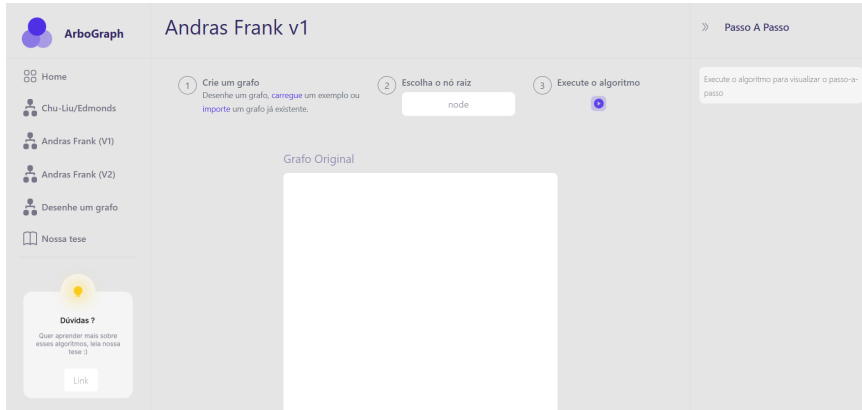 ArboGraph
Home
Chu-Liu/Edmonds
Andras Frank (V1)
Andras Frank (V2)
Desenhe um grafo
Nossa tese
Dúvidas ?
Quer aprender mais sobre
esses algoritmos, leia nossa
tese :)
Link
Andras Frank v1
1
Crie um grafo
Desenhe um grafo, carregue um exemplo ou
importe um grafo já existente.
2
Escolha o nó raiz
node
3
Execute o algoritmo
Grafo Original
Passo A Passo
Execute o algoritmo para visualizar o passo-a-
passo